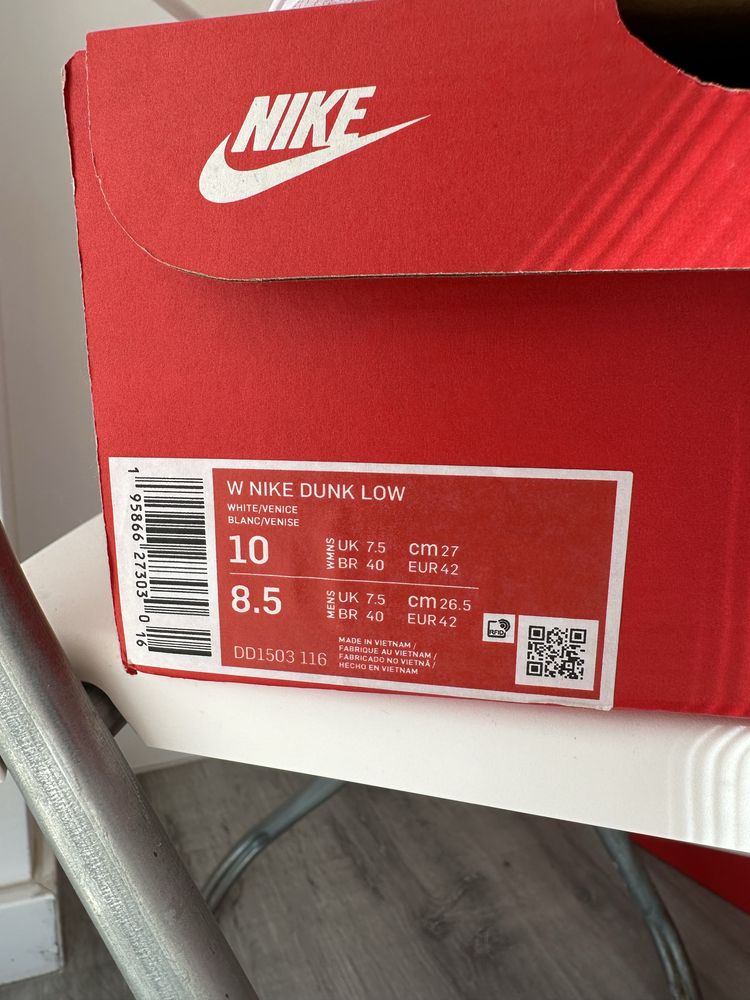 NIKE
W NIKE DUNK LOW
WHITE/VENICE
BLANC/VENISE
10 WMNS UK 7.5 cm 27
BR 40 EUR 42
8.5 MENS UK 7.5 cm 26.5
BR 40 EUR 42
DD1503 116
MADE IN VIETNAM /
FABRIQUE AU VIETNAM /
FABRICADO NO VIETNÃ /
HECHO EN VIETNAM
RFID
1 95866 27303 016